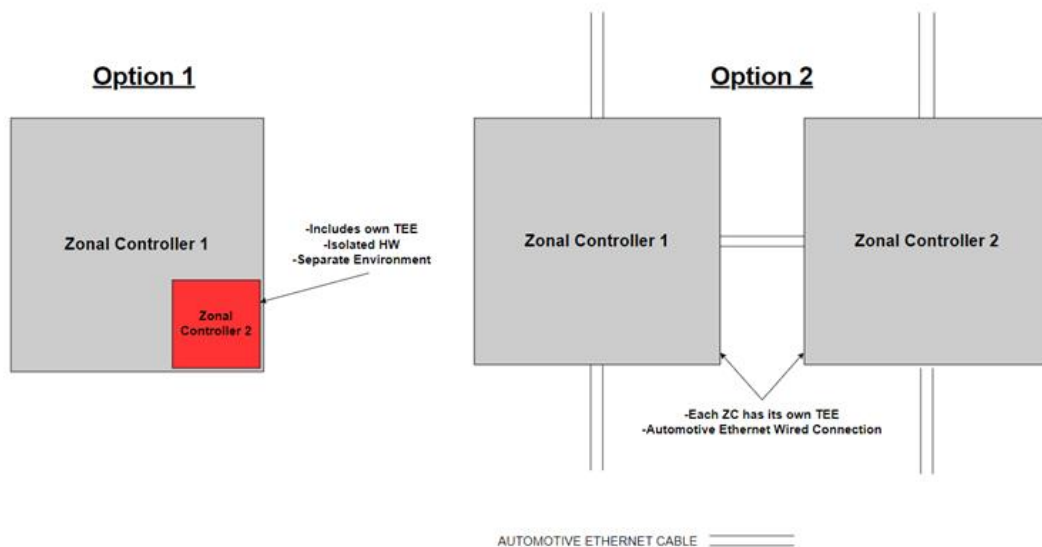 Option 1
Option 2
Zonal Controller 1
-Includes own TEE
-Isolated HW
-Separate Environment
Zonal
Controller 2
Zonal Controller 1
Zonal Controller 2
-Each ZC has its own TEE
-Automotive Ethernet Wired Connection
AUTOMOTIVE ETHERNET CABLE